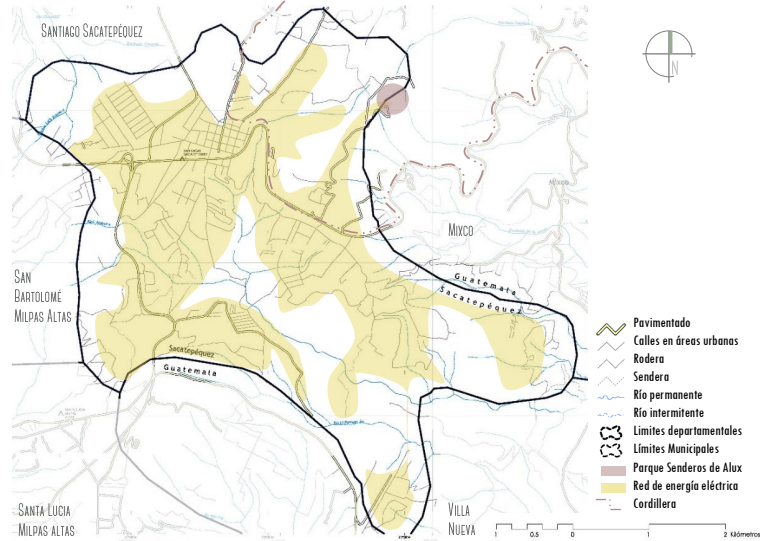 SANTIAGO SACATEPÉQUEZ
N
MIXCO
SAN
BARTOLOMÉ
MILPAS ALTAS
Guatemala
Sacatepéquez
Sacatepéquez
Guatemala
SANTA LUCIA
MILPAS ALTAS
VILLA
NUEVA
Pavimentado
Calles en áreas urbanas
Rodera
Sendera
Río permanente
Río intermitente
Limites departamentales
Límites Municipales
Parque Senderos de Alux
Red de energía eléctrica
Cordillera
1 0.5 0 1 2 Kilómetros